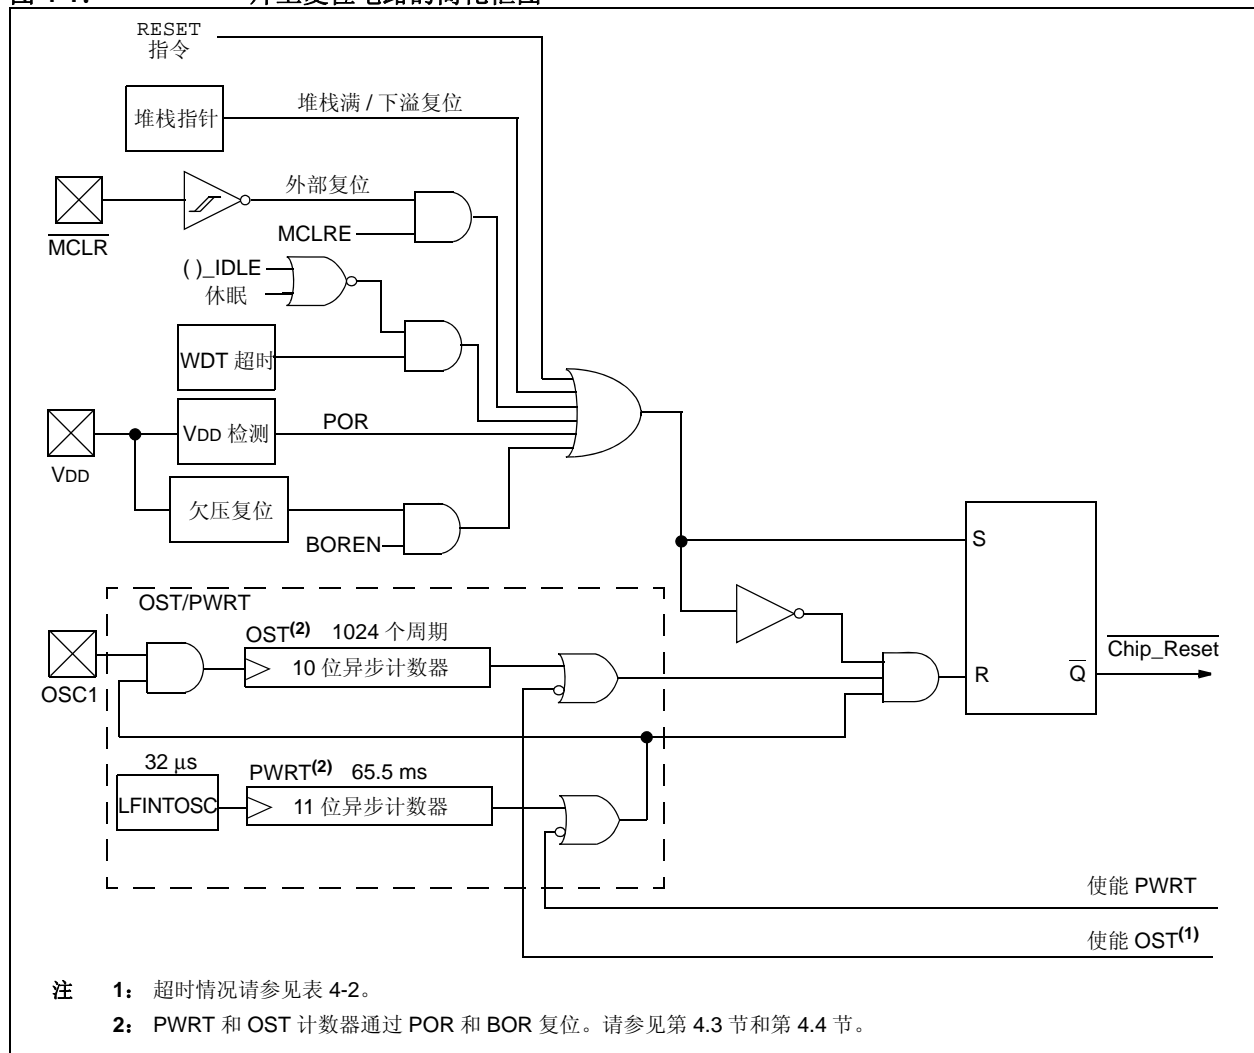 RESET
指令
堆栈指针
堆栈满 / 下溢复位
MCLR
外部复位
MCLRE
( )_IDLE
休眠
WDT 超时
VDD
VDD 检测
POR
欠压复位
BOREN
S
OST/PWRT
OST(2) 1024 个周期
10 位异步计数器
OSC1
Chip_Reset
R
Q
32 μs
LFINTOSC
PWRT(2) 65.5 ms
11 位异步计数器
使能 PWRT
使能 OST(1)
注 1： 超时情况请参见表 4-2。
2： PWRT 和 OST 计数器通过 POR 和 BOR 复位。请参见第 4.3 节和第 4.4 节。